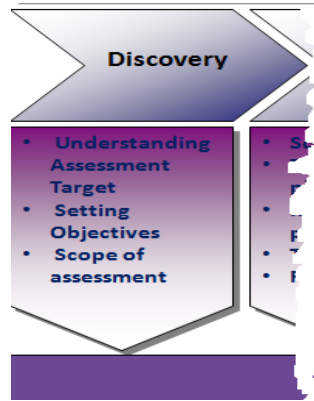 Discovery
• Understanding
Assessment
Target
• Setting
Objectives
• Scope of
assessment